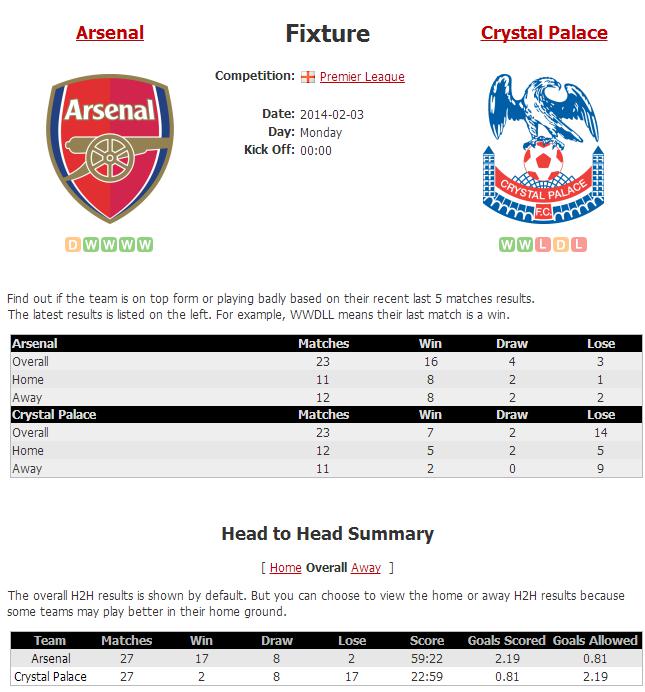 Arsenal
Fixture
Crystal Palace
Competition: Premier League
Arsenal
Date: 2014-02-03
Day: Monday
Kick Off: 00:00
CRYSTAL PALACE
F.C.
D W W W W
W W L D L
Find out if the team is on top form or playing badly based on their recent last 5 matches results.
The latest results is listed on the left. For example, WWDLL means their last match is a win.
Arsenal Matches Win Draw Lose
Overall 23 16 4 3
Home 11 8 2 1
Away 12 8 2 2
Crystal Palace Matches Win Draw Lose
Overall 23 7 2 14
Home 12 5 2 5
Away 11 2 0 9
Head to Head Summary
[ Home Overall Away ]
The overall H2H results is shown by default. But you can choose to view the home or away H2H results because
some teams may play better in their home ground.
Team Matches Win Draw Lose Score Goals Scored Goals Allowed
Arsenal 27 17 8 2 59:22 2.19 0.81
Crystal Palace 27 2 8 17 22:59 0.81 2.19